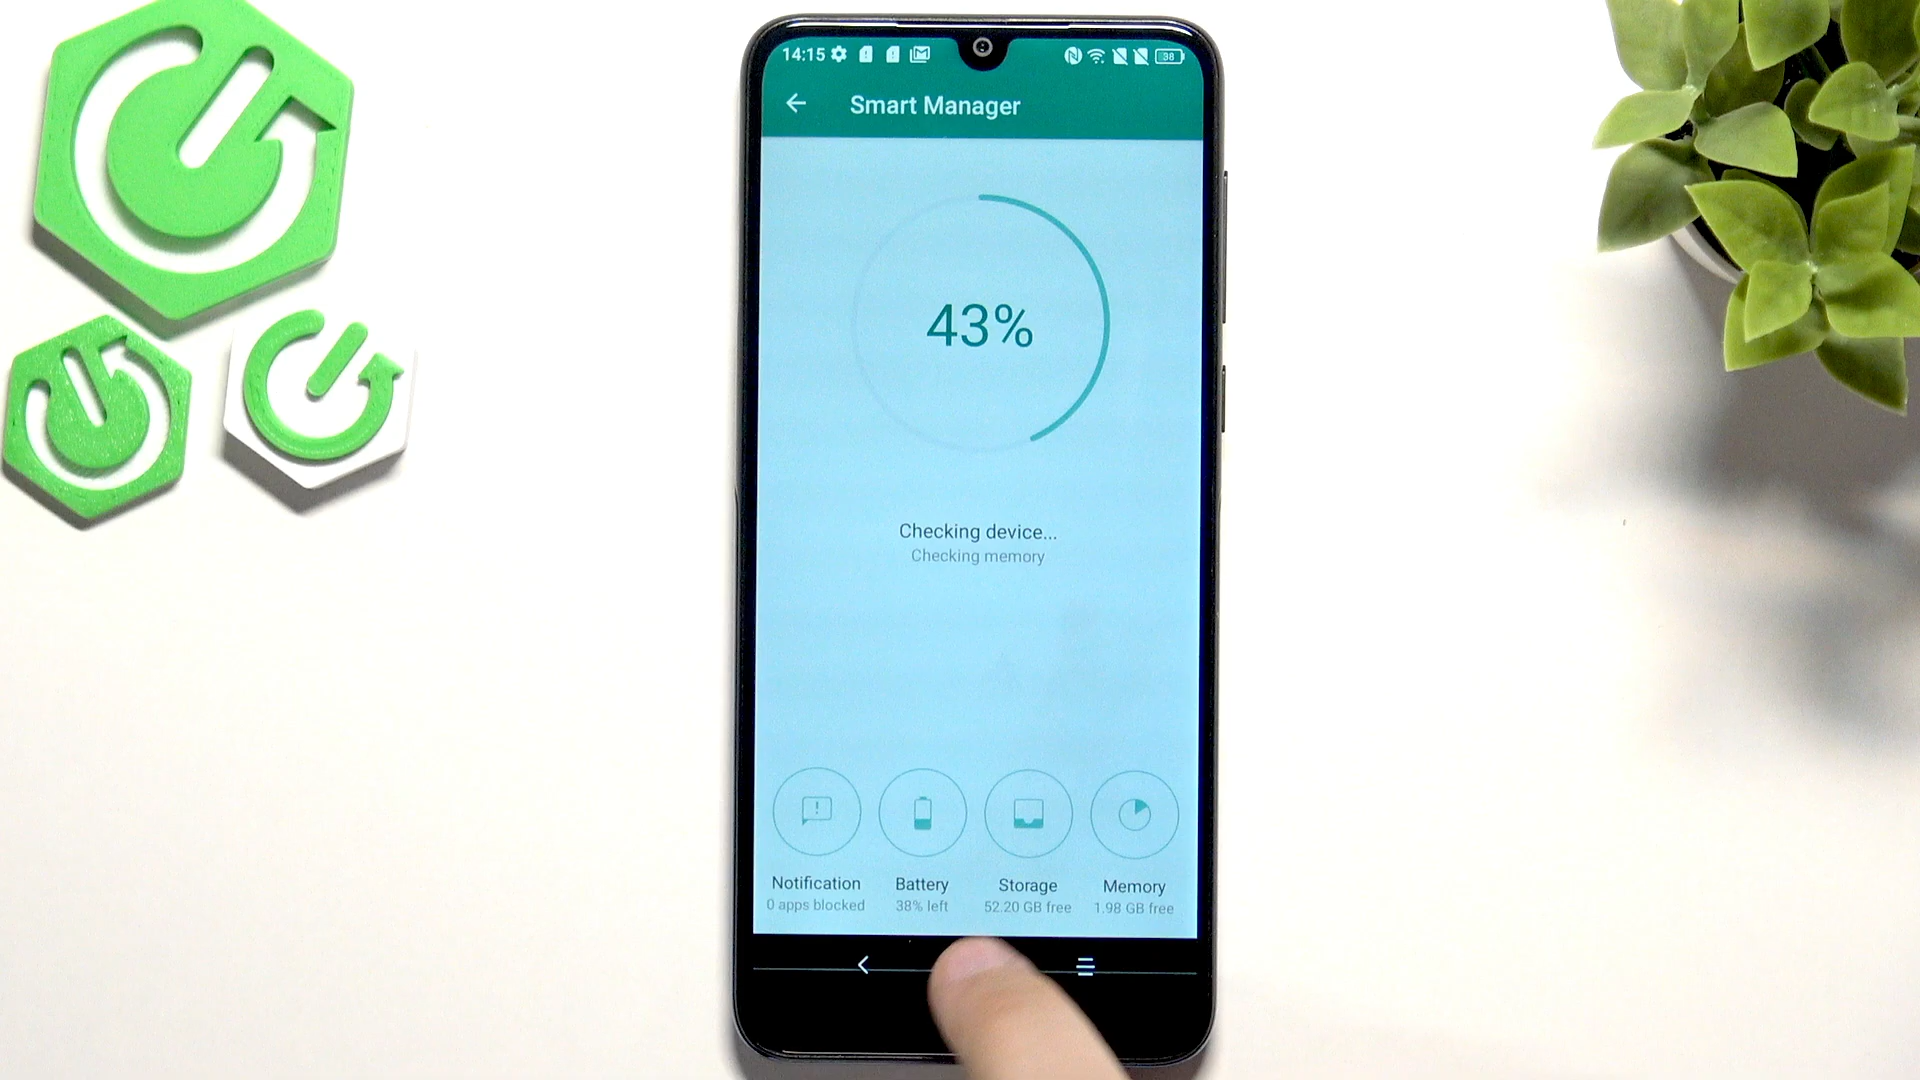 14:15
38
Smart Manager
43%
Checking device...
Checking memory
Notification
0 apps blocked
Battery
38% left
Storage
52.20 GB free
Memory
1.98 GB free